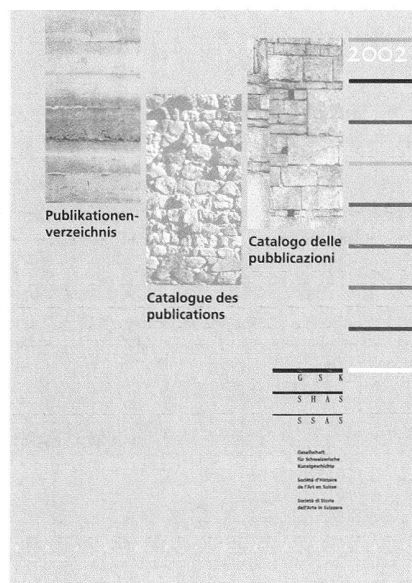 2002
Publikationen-
verzeichnis
Catalogue des
publications
Catalogo delle
pubblicazioni
G S K
S H A S
S S A S
Gesellschaft
für Schweizerische
Kunstgeschichte
Société d'Histoire
de l'Art en Suisse
Società di Storia
dell'Arte in Svizzera